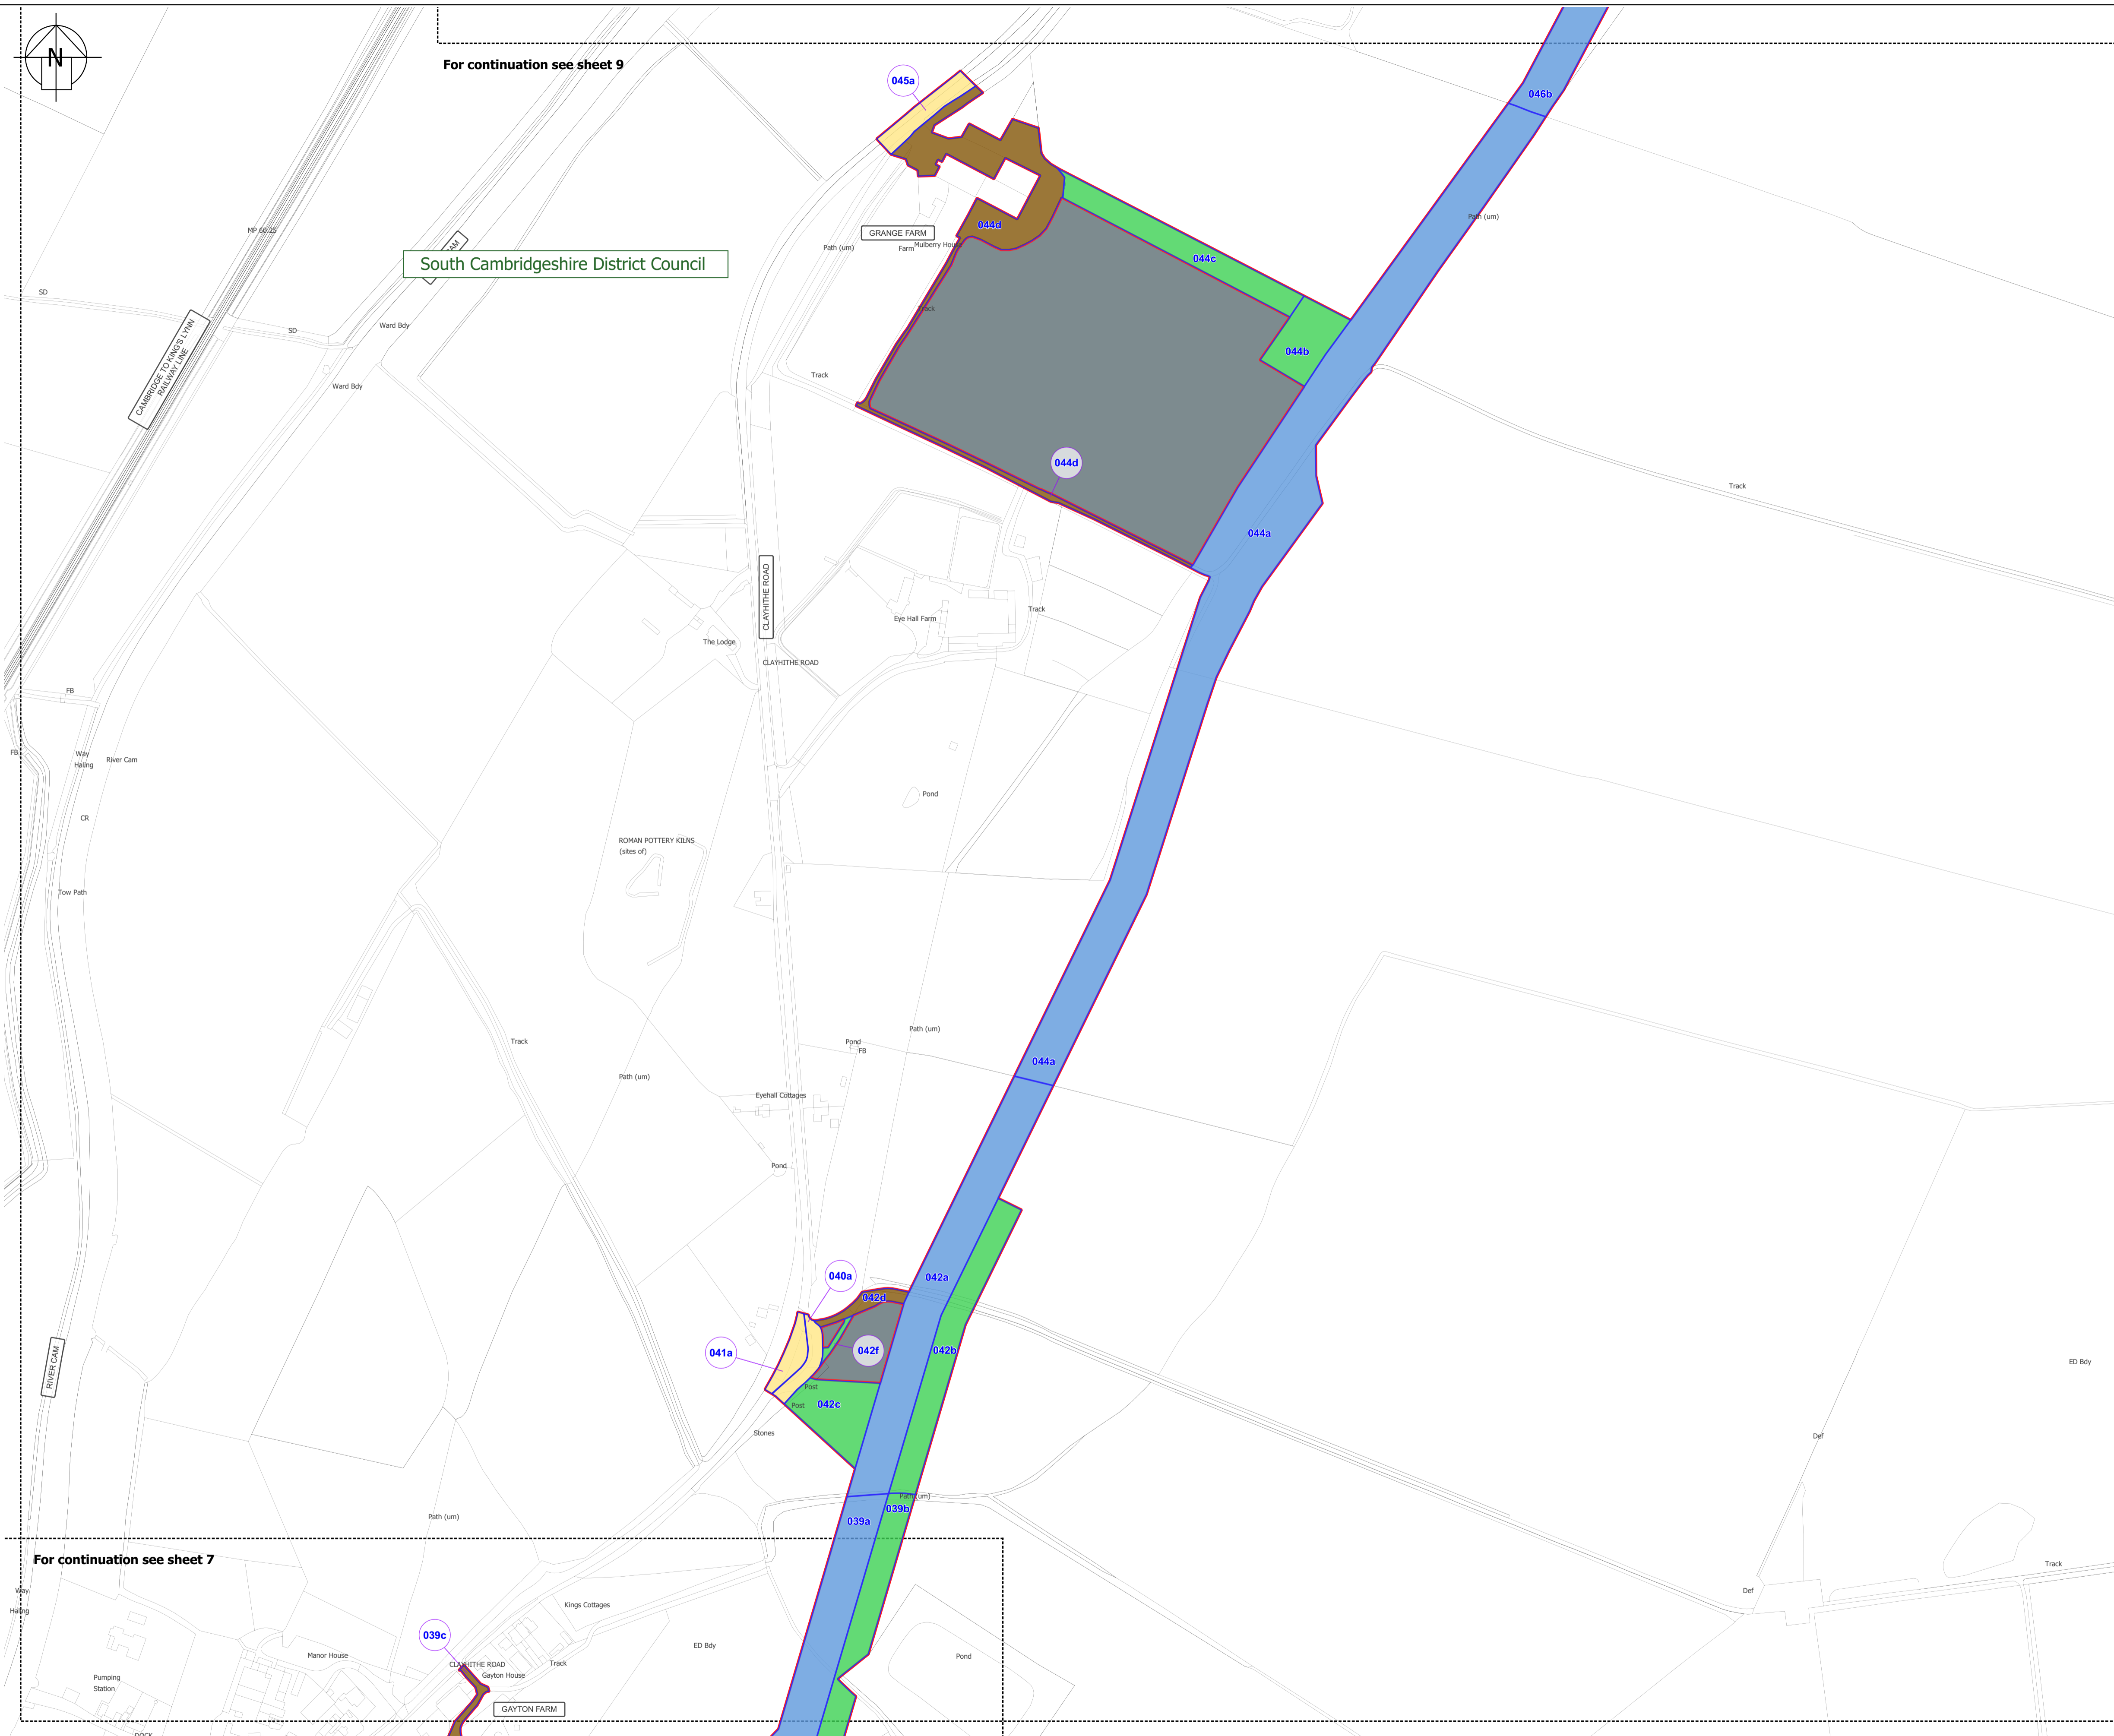 N
For continuation see sheet 9
045a
046b
MP 60.25
South Cambridgeshire District Council
GRANGE FARM
Path (um)
Farm
Mulberry House
044d
Path (um)
044c
SD
SD
Ward Bdy
CAMBRIDGE TO KING'S LYNN
RAILWAY LINE
Ward Bdy
Track
044b
044d
Track
044a
CLAYHITHE ROAD
Eye Hall Farm
Track
The Lodge
CLAYHITHE ROAD
FB
FB
Way
Haling
River Cam
Pond
CR
ROMAN POTTERY KILNS
(sites of)
Tow Path
Track
Path (um)
Pond
FB
044a
Path (um)
Eyehall Cottages
Pond
040a
042a
042d
041a
042f
042b
RIVER CAM
ED Bdy
Post
Post
042c
Stones
Def
Path (um)
039b
039a
Path (um)
For continuation see sheet 7
Way
Haling
Track
Def
Kings Cottages
039c
ED Bdy
Manor House
CLAYHITHE ROAD
Track
Gayton House
Pond
Pumping
Station
GAYTON FARM
DOCK